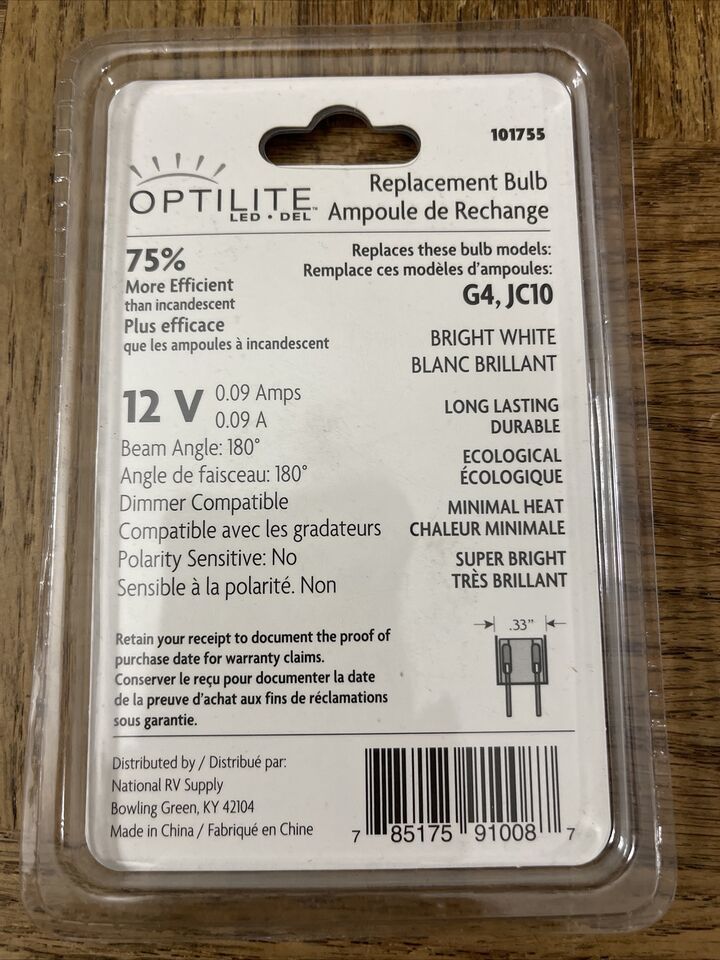 101755
OPTILITE
LED • DEL™
Replacement Bulb
Ampoule de Rechange
75%
More Efficient
than incandescent
Plus efficace
que les ampoules à incandescent
Replaces these bulb models:
Remplace ces modèles d'ampoules:
G4, JC10
BRIGHT WHITE
BLANC BRILLANT
12 V
0.09 Amps
0.09 A
Beam Angle: 180°
Angle de faisceau: 180°
Dimmer Compatible
Compatible avec les gradateurs
Polarity Sensitive: No
Sensible à la polarité. Non
LONG LASTING
DURABLE
ECOLOGICAL
ÉCOLOGIQUE
MINIMAL HEAT
CHALEUR MINIMALE
SUPER BRIGHT
TRÈS BRILLANT
.33"
Retain your receipt to document the proof of
purchase date for warranty claims.
Conserver le reçu pour documenter la date
de la preuve d'achat aux fins de réclamations
sous garantie.
Distributed by / Distribué par:
National RV Supply
Bowling Green, KY 42104
Made in China / Fabriqué en Chine
7 85175 91008 7